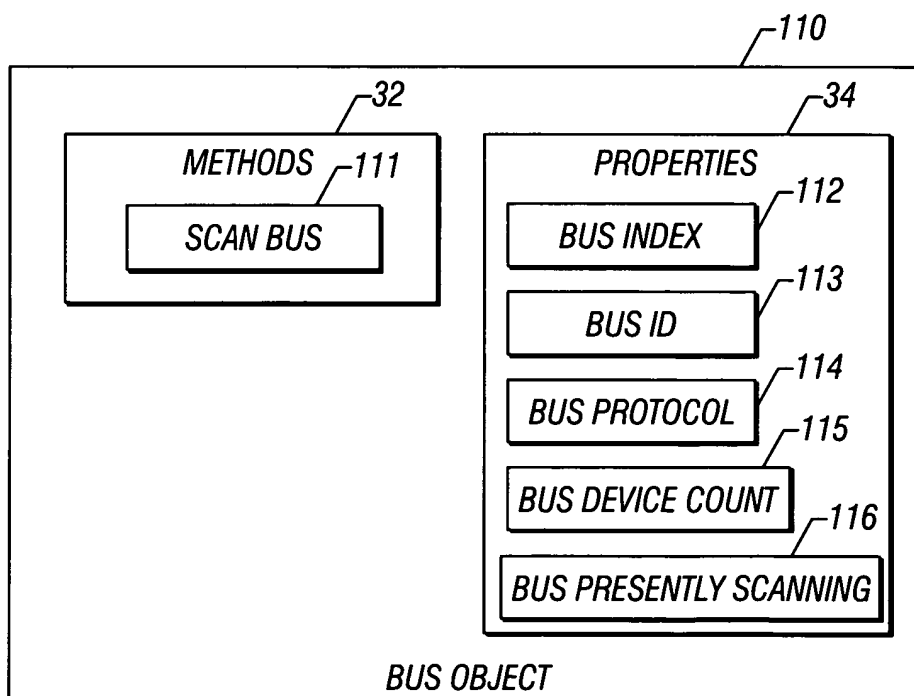 110
32
34
METHODS
111
SCAN BUS
PROPERTIES
112
BUS INDEX
113
BUS ID
114
BUS PROTOCOL
115
BUS DEVICE COUNT
116
BUS PRESENTLY SCANNING
BUS OBJECT